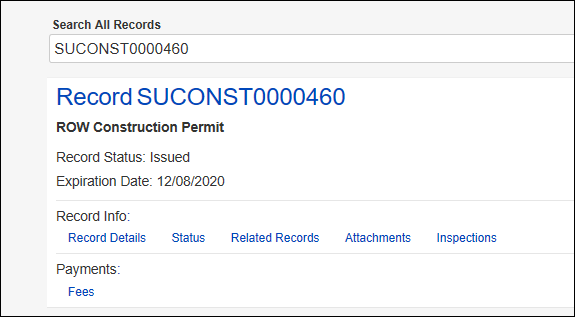 Search All Records
SUCONST0000460
Record SUCONST0000460
ROW Construction Permit
Record Status: Issued
Expiration Date: 12/08/2020
Record Info:
Record Details Status Related Records Attachments Inspections
Payments:
Fees